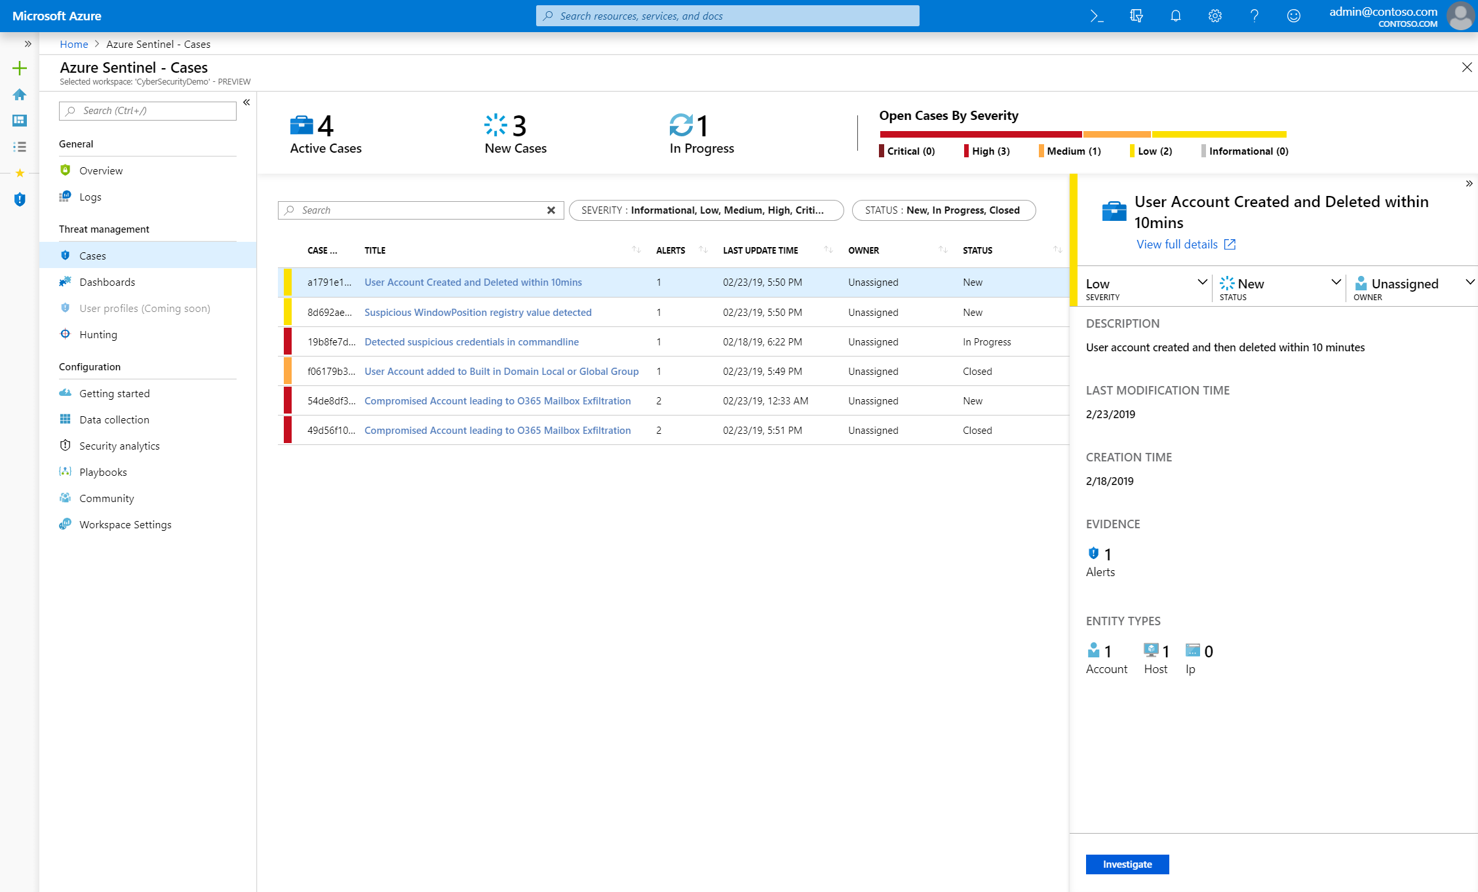 Microsoft Azure
Search resources, services, and docs
admin@contoso.com
CONTOSO.COM
Home > Azure Sentinel - Cases
Azure Sentinel - Cases
Selected workspace: 'CyberSecurityDemo' - PREVIEW
Search (Ctrl+/)
General
Overview
Logs
Threat management
Cases
Dashboards
User profiles (Coming soon)
Hunting
Configuration
Getting started
Data collection
Security analytics
Playbooks
Community
Workspace Settings
4
Active Cases
3
New Cases
1
In Progress
Open Cases By Severity
Critical (0) High (3) Medium (1) Low (2) Informational (0)
Search
SEVERITY : Informational, Low, Medium, High, Criti...
STATUS : New, In Progress, Closed
CASE ... TITLE ALERTS LAST UPDATE TIME OWNER STATUS
a1791e1... User Account Created and Deleted within 10mins 1 02/23/19, 5:50 PM Unassigned New
8d692ae... Suspicious WindowPosition registry value detected 1 02/23/19, 5:50 PM Unassigned New
19b8fe7d... Detected suspicious credentials in commandline 1 02/18/19, 6:22 PM Unassigned In Progress
f06179b3... User Account added to Built in Domain Local or Global Group 1 02/23/19, 5:49 PM Unassigned Closed
54de8df3... Compromised Account leading to O365 Mailbox Exfiltration 2 02/23/19, 12:33 AM Unassigned New
49d56f10... Compromised Account leading to O365 Mailbox Exfiltration 2 02/23/19, 5:51 PM Unassigned Closed
User Account Created and Deleted within
10mins
View full details
Low New Unassigned
SEVERITY STATUS OWNER
DESCRIPTION
User account created and then deleted within 10 minutes
LAST MODIFICATION TIME
2/23/2019
CREATION TIME
2/18/2019
EVIDENCE
1
Alerts
ENTITY TYPES
1 1 0
Account Host Ip
Investigate